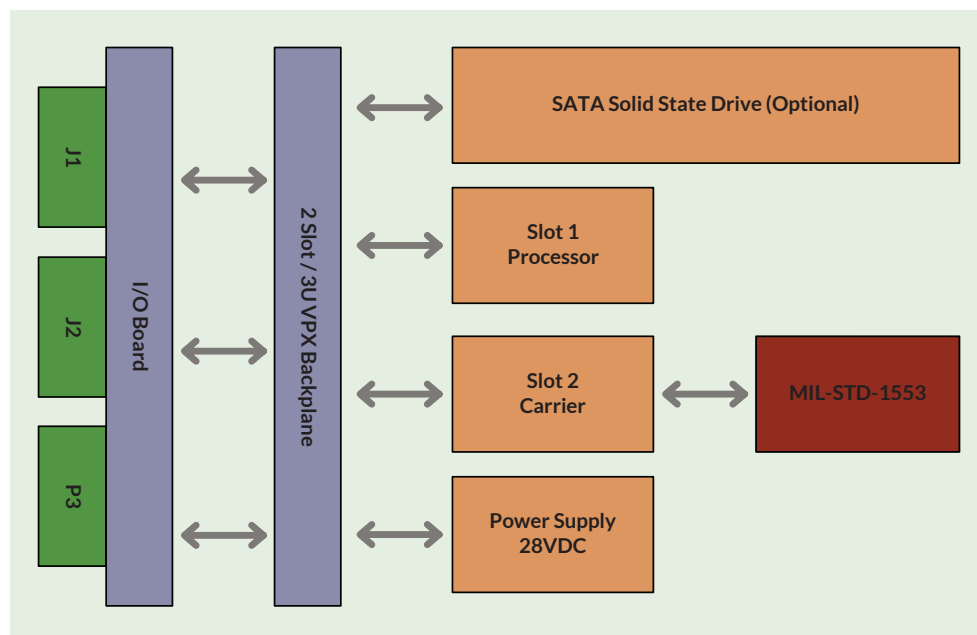 J1
J2
P3
I/O Board
2 Slot / 3U VPX Backplane
SATA Solid State Drive (Optional)
Slot 1
Processor
Slot 2
Carrier
MIL-STD-1553
Power Supply
28VDC